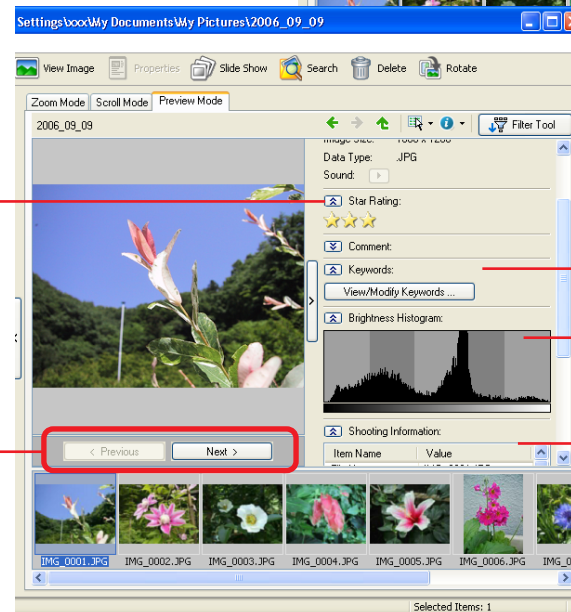 Settings\xxx\My Documents\My Pictures\2006_09_09
View Image Properties Slide Show Search Delete Rotate
Zoom Mode Scroll Mode Preview Mode
2006_09_09 Filter Tool
Data Type: .JPG
Sound:
Star Rating:
Comment:
Keywords:
View/Modify Keywords ...
Brightness Histogram:
Shooting Information:
< Previous Next > Item Name Value
IMG_0001.JPG IMG_0002.JPG IMG_0003.JPG IMG_0004.JPG IMG_0005.JPG IMG_0006.JPG IMG_0
Selected Items: 1